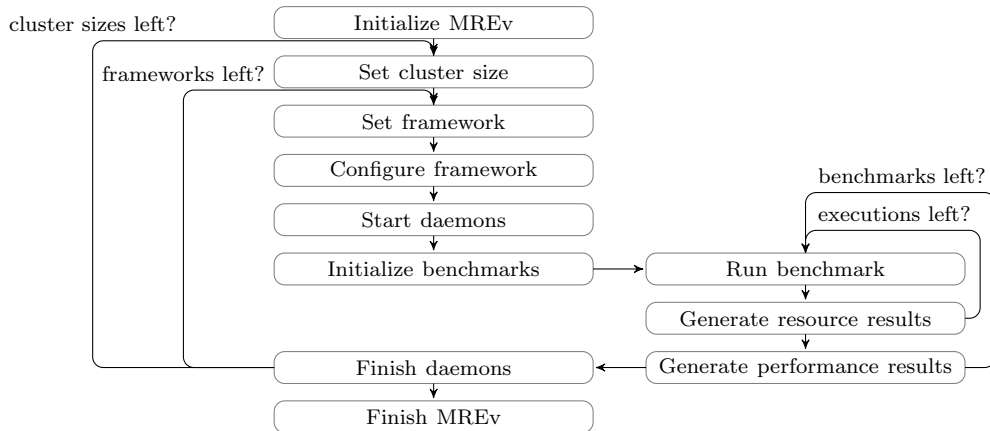 cluster sizes left?
Initialize MREv
Set cluster size
frameworks left?
Set framework
Configure framework
Start daemons
Initialize benchmarks
benchmarks left?
executions left?
Run benchmark
Generate resource results
Generate performance results
Finish daemons
Finish MREv